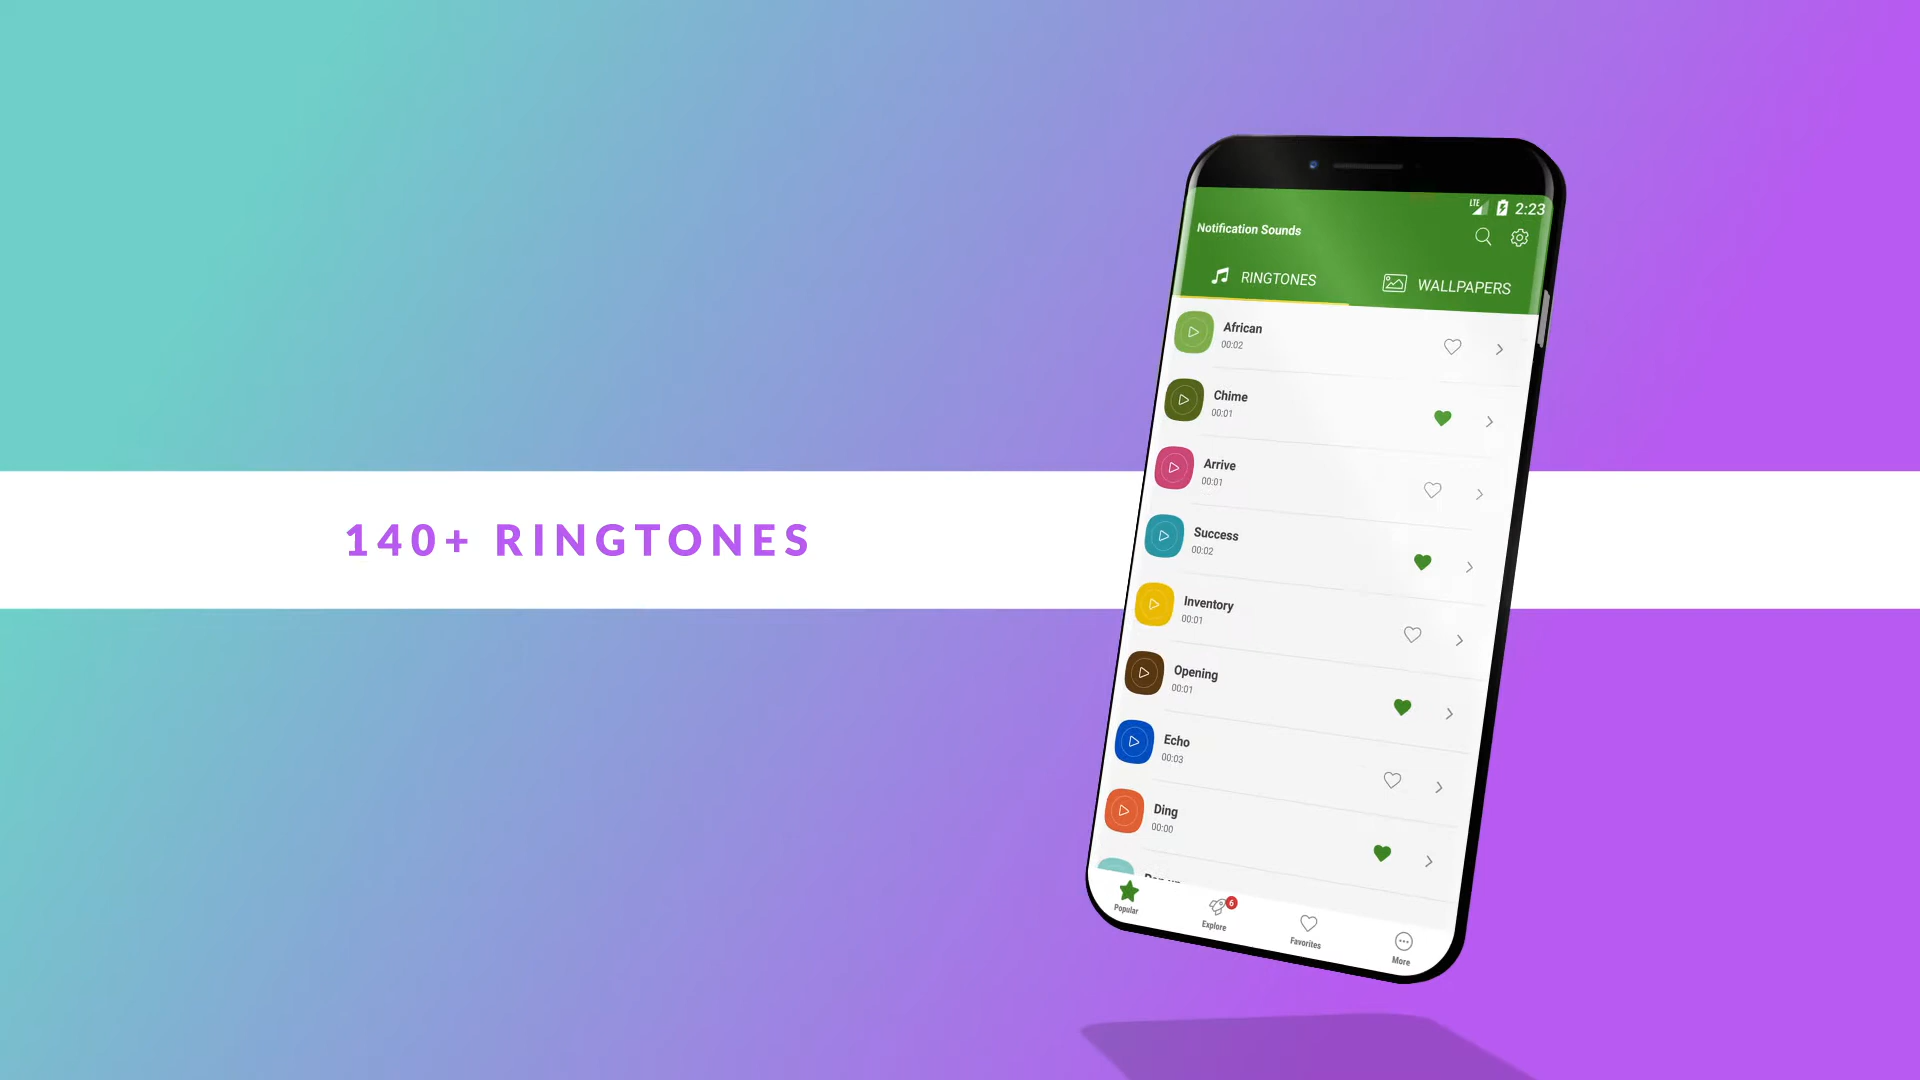 140+ RINGTONES
LTE 2:23
Notification Sounds
RINGTONES WALLPAPERS
African
00:02
Chime
00:01
Arrive
00:01
Success
00:02
Inventory
00:01
Opening
00:01
Echo
00:03
Ding
00:00
6
Popular Explore Favorites More